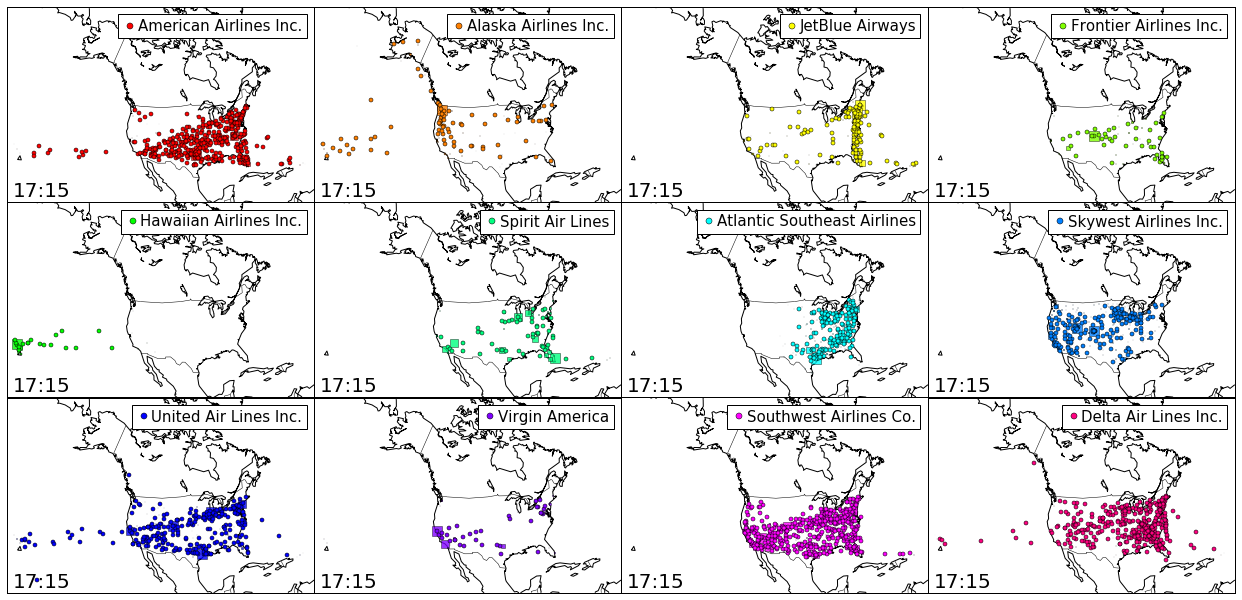 American Airlines Inc.
17:15
Alaska Airlines Inc.
17:15
JetBlue Airways
17:15
Frontier Airlines Inc.
17:15
Hawaiian Airlines Inc.
17:15
Spirit Air Lines
17:15
Atlantic Southeast Airlines
17:15
Skywest Airlines Inc.
17:15
United Air Lines Inc.
17:15
Virgin America
17:15
Southwest Airlines Co.
17:15
Delta Air Lines Inc.
17:15